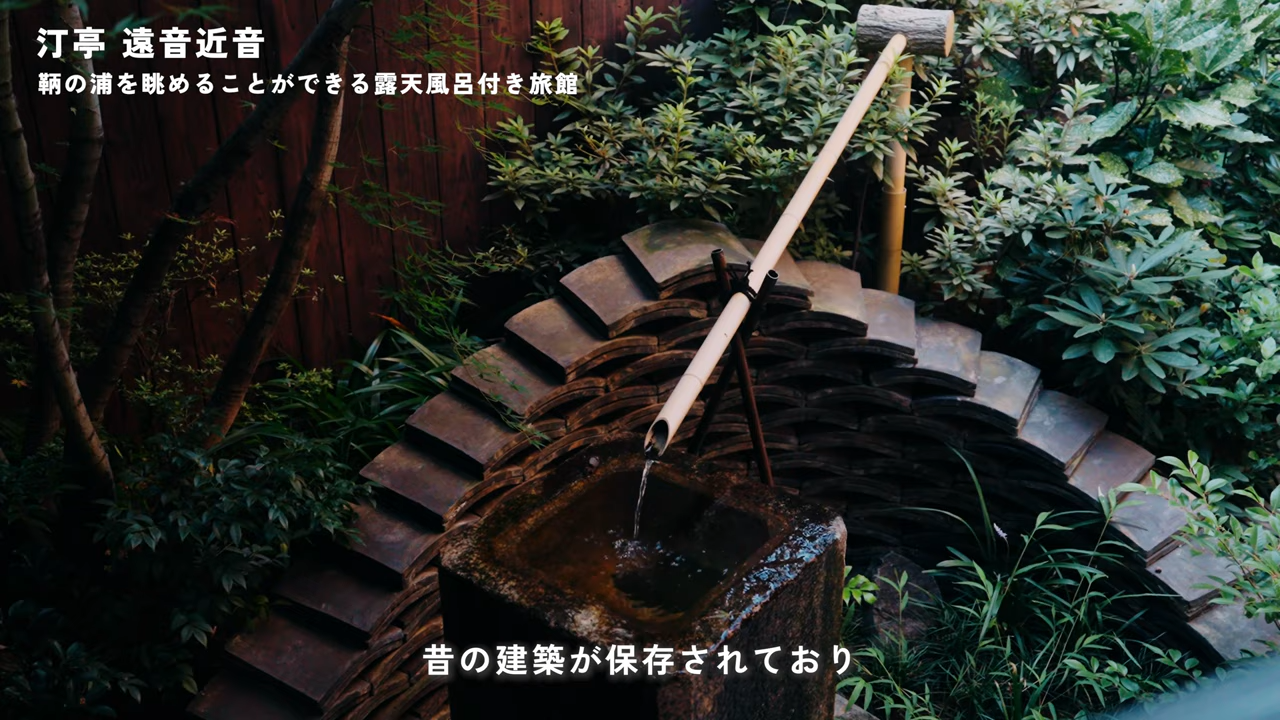 汀亭 遠音近音
鞆の浦を眺めることができる露天風呂付き旅館
昔の建築が保存されており